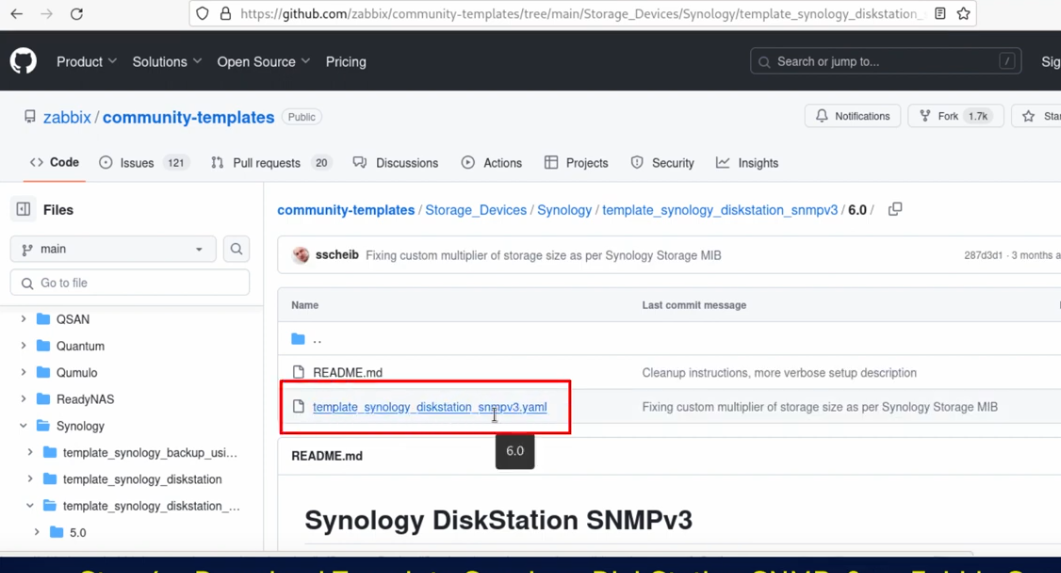 https://github.com/zabbix/community-templates/tree/main/Storage_Devices/Synology/template_synology_diskstation_
Product Solutions Open Source Pricing Search or jump to... / Sig
zabbix / community-templates Public Notifications Fork 1.7k Star
Code Issues 121 Pull requests 20 Discussions Actions Projects Security Insights
Files
community-templates / Storage_Devices / Synology / template_synology_diskstation_snmpv3 / 6.0 /
main
sscheib Fixing custom multiplier of storage size as per Synology Storage MIB 287d3d1 · 3 months a
Go to file
Name Last commit message
QSAN
..
Quantum
Qumulo
README.md Cleanup instructions, more verbose setup description
ReadyNAS
template_synology_diskstation_snmpv3.yaml Fixing custom multiplier of storage size as per Synology Storage MIB
Synology
6.0
template_synology_backup_usi...
README.md
template_synology_diskstation
template_synology_diskstation_...
Synology DiskStation SNMPv3
5.0